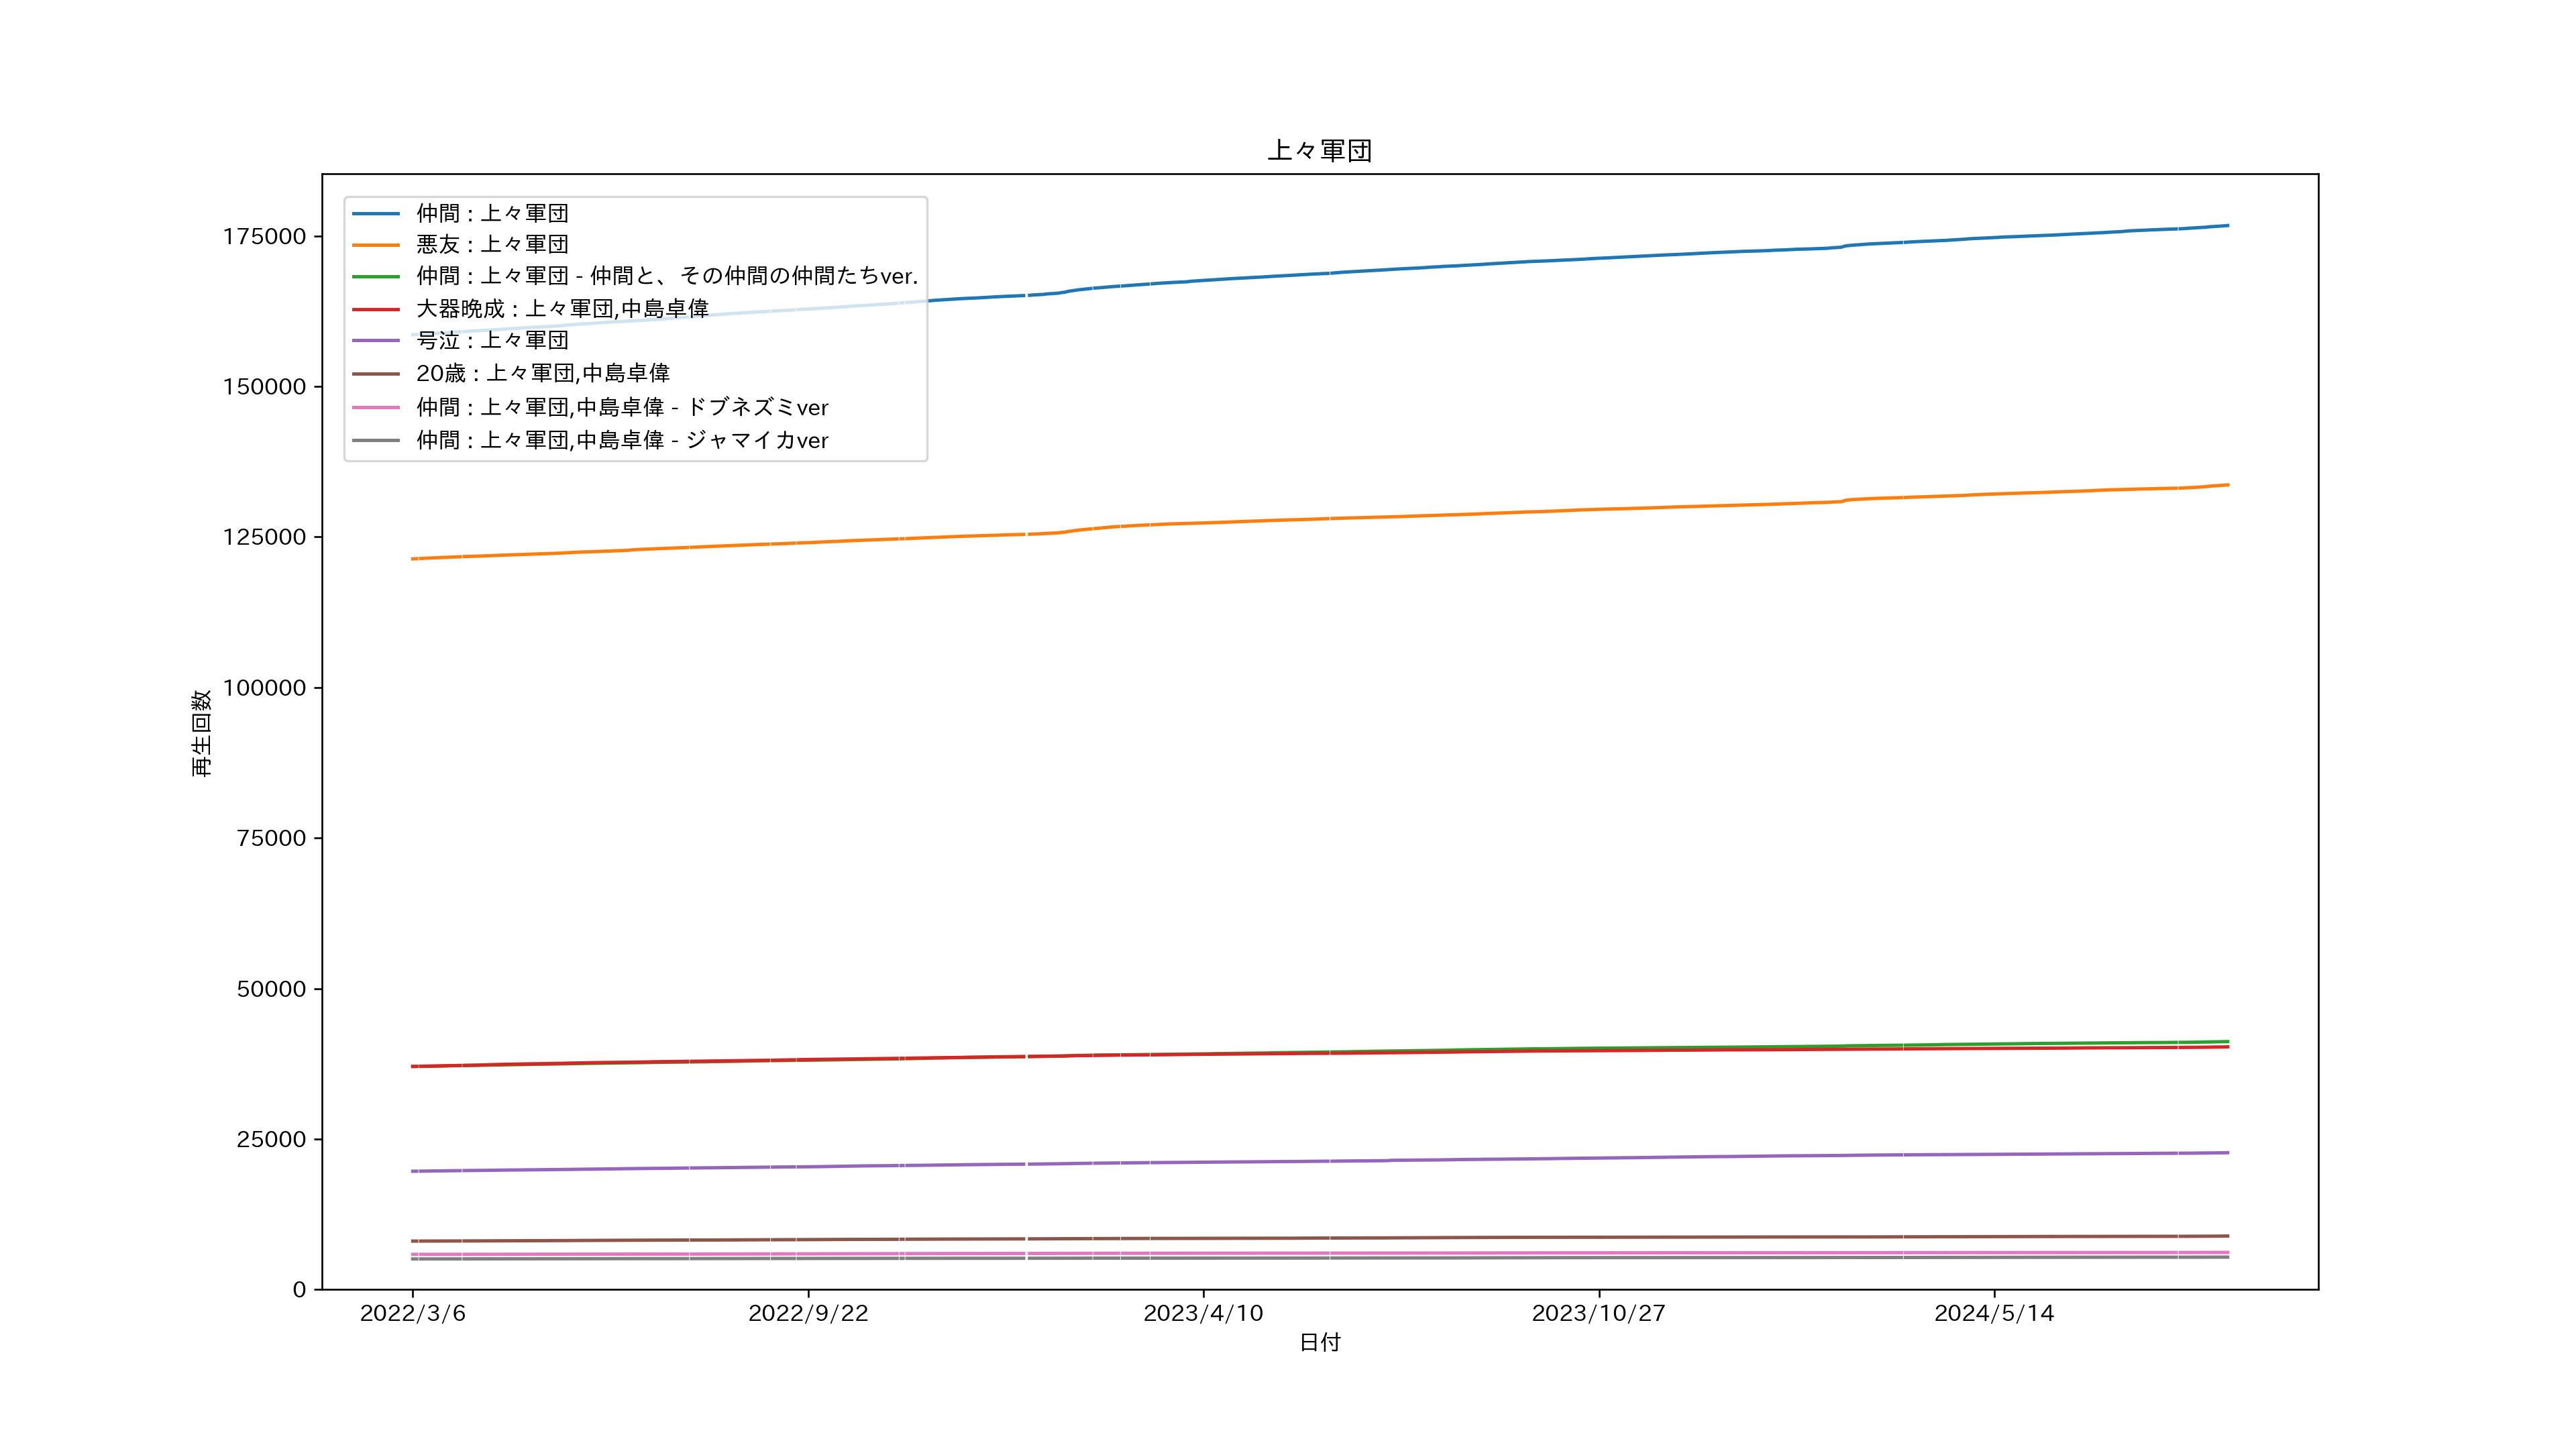 上々軍団
仲間 : 上々軍団
悪友 : 上々軍団
仲間 : 上々軍団 - 仲間と、その仲間の仲間たちver.
大器晩成 : 上々軍団,中島卓偉
号泣 : 上々軍団
20歳 : 上々軍団,中島卓偉
仲間 : 上々軍団,中島卓偉 - ドブネズミver
仲間 : 上々軍団,中島卓偉 - ジャマイカver
175000
150000
125000
100000
75000
50000
25000
0
再生回数
2022/3/6
2022/9/22
2023/4/10
2023/10/27
2024/5/14
日付